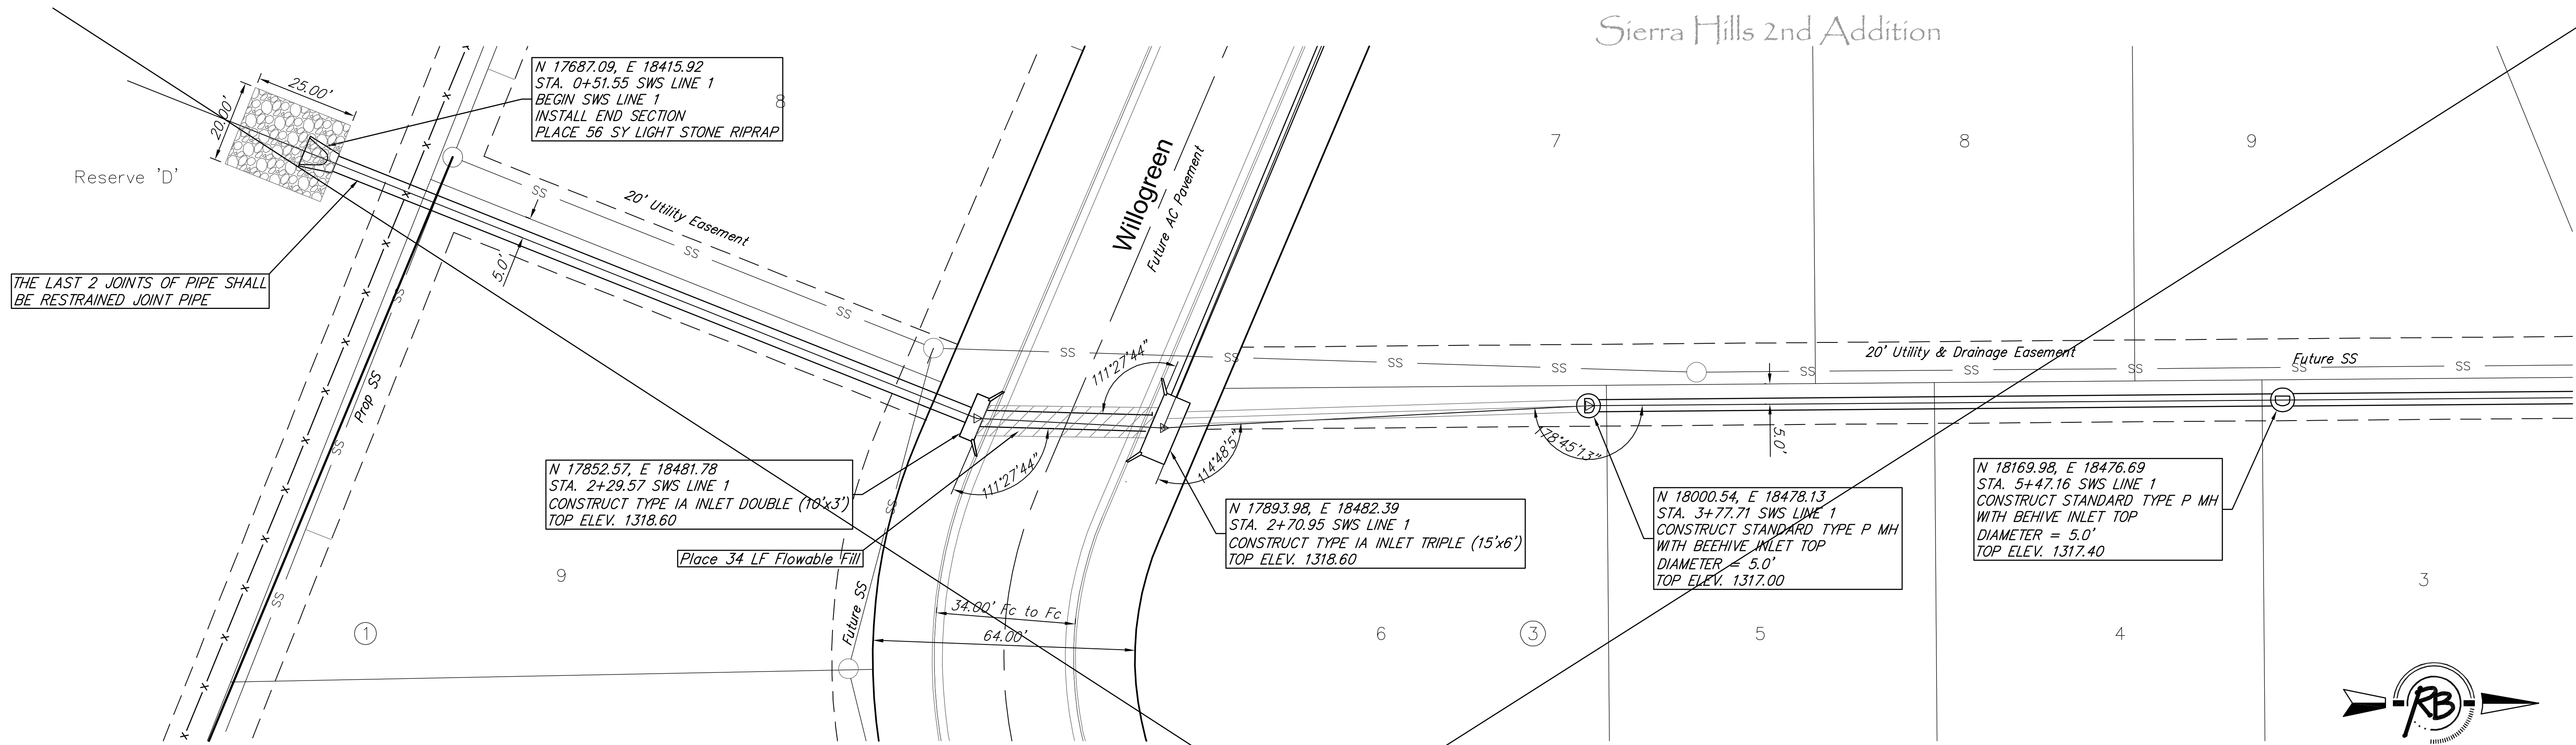 Sierra Hills 2nd Addition
N 17687.09, E 18415.92
STA. 0+51.55 SWS LINE 1
BEGIN SWS LINE 1
INSTALL END SECTION
PLACE 56 SY LIGHT STONE RIPRAP
8
25.00'
20.00'
Reserve 'D'
THE LAST 2 JOINTS OF PIPE SHALL
BE RESTRAINED JOINT PIPE
20' Utility Easement
SS
SS
SS
5.0'
x
x
x
x
x
x
x
x
x
x
x
x
x
SS
SS
SS
Prop SS
Willogreen
Future AC Pavement
7
8
9
111°27'44"
111°27'44"
114°48'5"
178°45'13"
5.0'
SS
SS
SS
SS
SS
SS
SS
SS
SS
20' Utility & Drainage Easement
Future SS
N 17852.57, E 18481.78
STA. 2+29.57 SWS LINE 1
CONSTRUCT TYPE IA INLET DOUBLE (10'x3')
TOP ELEV. 1318.60
SS
Place 34 LF Flowable Fill
N 17893.98, E 18482.39
STA. 2+70.95 SWS LINE 1
CONSTRUCT TYPE IA INLET TRIPLE (15'x6')
TOP ELEV. 1318.60
N 18000.54, E 18478.13
STA. 3+77.71 SWS LINE 1
CONSTRUCT STANDARD TYPE P MH
WITH BEEHIVE INLET TOP
DIAMETER = 5.0'
TOP ELEV. 1317.00
N 18169.98, E 18476.69
STA. 5+47.16 SWS LINE 1
CONSTRUCT STANDARD TYPE P MH
WITH BEHIVE INLET TOP
DIAMETER = 5.0'
TOP ELEV. 1317.40
9
1
Future SS
34.00' Fc to Fc
64.00'
6
3
5
4
3
RB